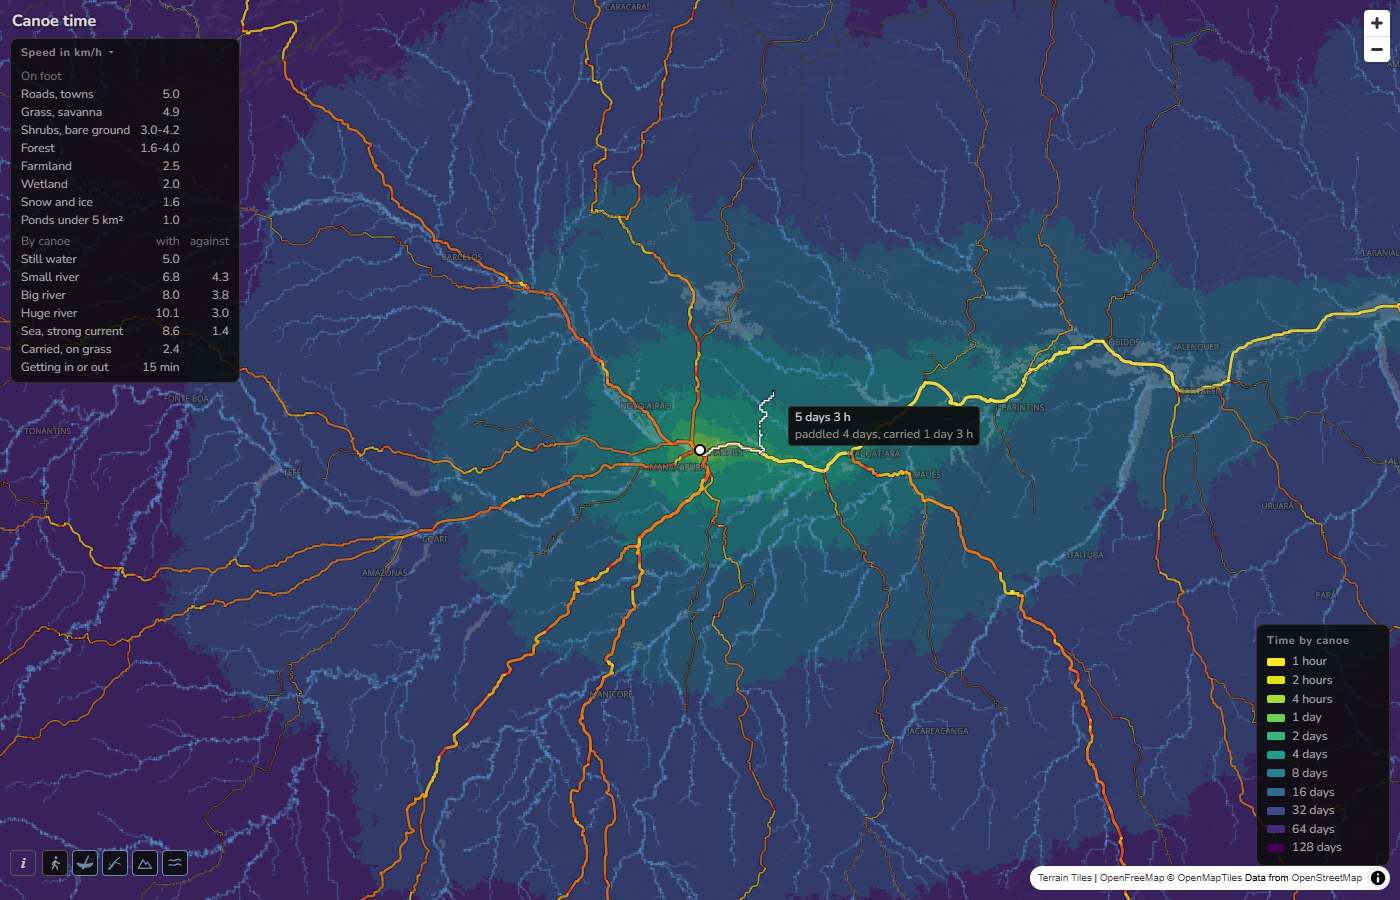 Canoe time
Speed in km/h
On foot
Roads, towns 5.0
Grass, savanna 4.9
Shrubs, bare ground 3.0-4.2
Forest 1.6-4.0
Farmland 2.5
Wetland 2.0
Snow and ice 1.6
Ponds under 5 km² 1.0
By canoe with against
Still water 5.0
Small river 6.8 4.3
Big river 8.0 3.8
Huge river 10.1 3.0
Sea, strong current 8.6 1.4
Carried, on grass 2.4
Getting in or out 15 min
CARACARAÍ
BARCELOS
LARANJAL
ÓBIDOS
ALENQUER
FONTE BOA
NOVO AIRÃO
PARINTINS
5 days 3 h
paddled 4 days, carried 1 day 3 h
TONANTINS
TEFÉ
MAUÉS
URUARÁ
COARI
ITAITUBA
AMAZONAS
PARÁ
MANICORÉ
JACAREACANGA
Time by canoe
1 hour
2 hours
4 hours
1 day
2 days
4 days
8 days
16 days
32 days
64 days
128 days
Terrain Tiles | OpenFreeMap © OpenMapTiles Data from OpenStreetMap